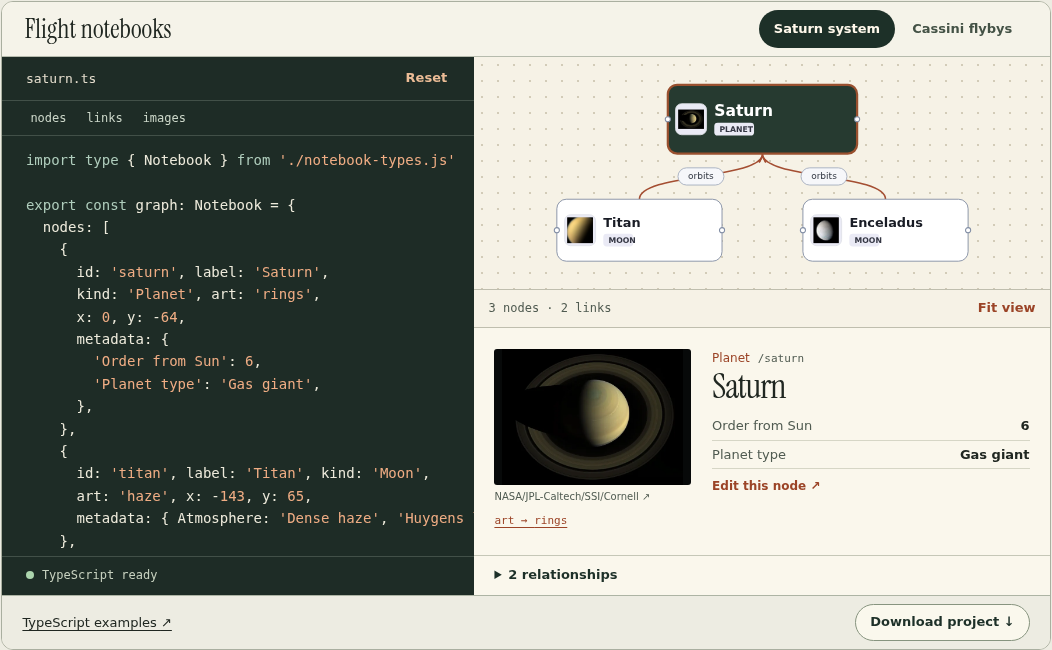 Flight notebooks
Saturn system
Cassini flybys
saturn.ts
Reset
nodes links images
import type { Notebook } from './notebook-types.js'
export const graph: Notebook = {
nodes: [
{
id: 'saturn', label: 'Saturn',
kind: 'Planet', art: 'rings',
x: 0, y: -64,
metadata: {
'Order from Sun': 6,
'Planet type': 'Gas giant',
},
},
{
id: 'titan', label: 'Titan', kind: 'Moon',
art: 'haze', x: -143, y: 65,
metadata: { Atmosphere: 'Dense haze', 'Huygens
},
TypeScript ready
Saturn
PLANET
orbits
orbits
Titan
MOON
Enceladus
MOON
3 nodes · 2 links
Fit view
NASA/JPL-Caltech/SSI/Cornell ↗
art → rings
Planet /saturn
Saturn
Order from Sun 6
Planet type Gas giant
Edit this node ↗
▶ 2 relationships
TypeScript examples ↗
Download project ↓